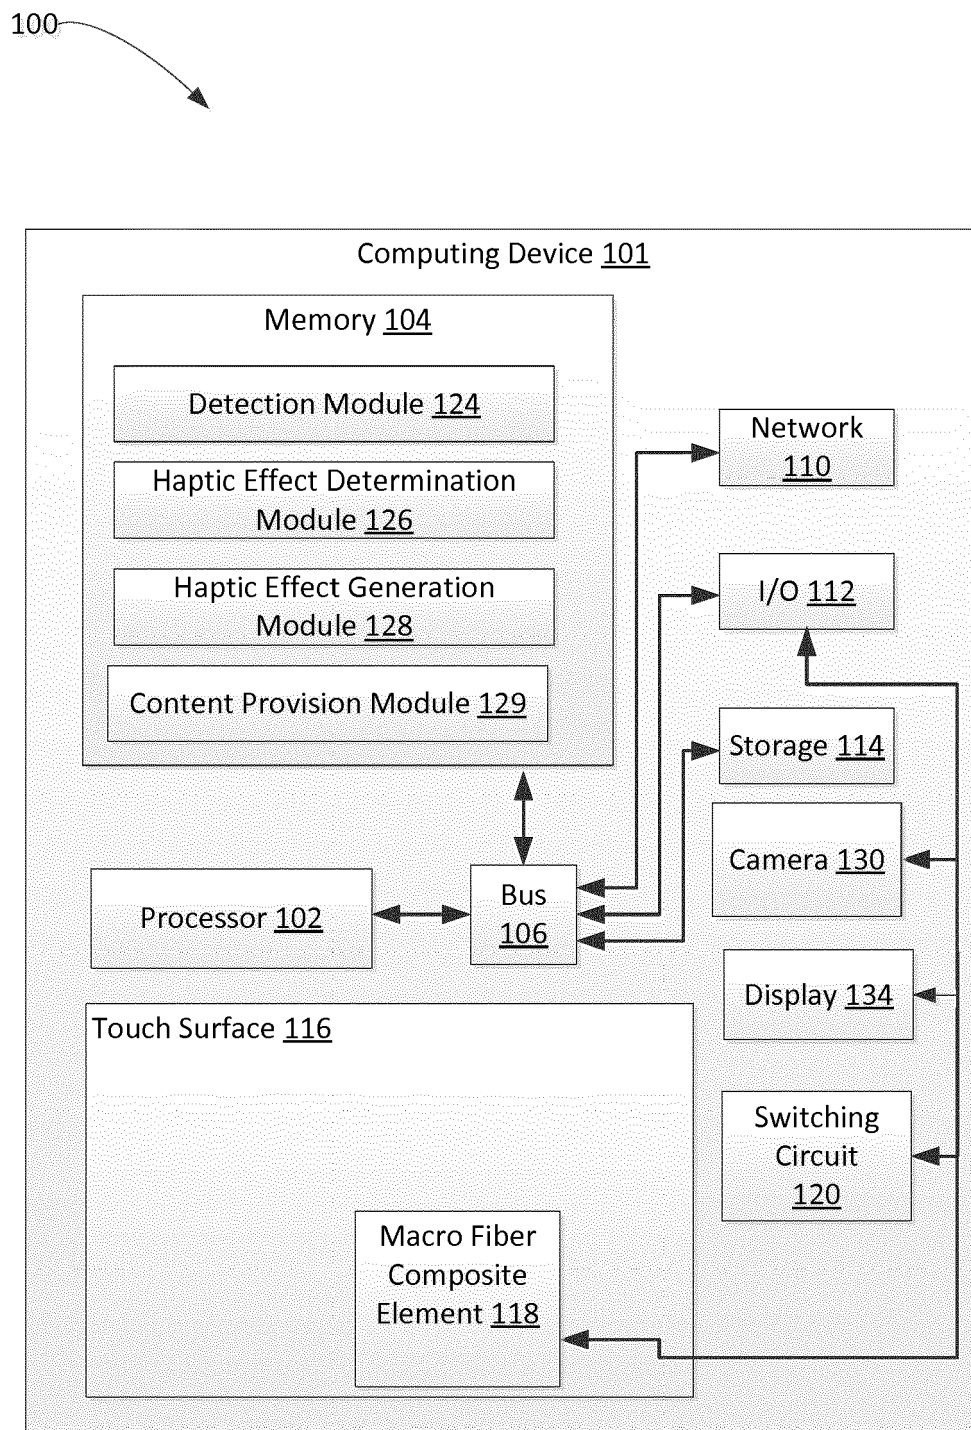 100
Computing Device 101
Memory 104
Detection Module 124
Haptic Effect Determination
Module 126
Haptic Effect Generation
Module 128
Content Provision Module 129
Network
110
I/O 112
Storage 114
Camera 130
Processor 102
Bus
106
Display 134
Touch Surface 116
Switching
Circuit
120
Macro Fiber
Composite
Element 118